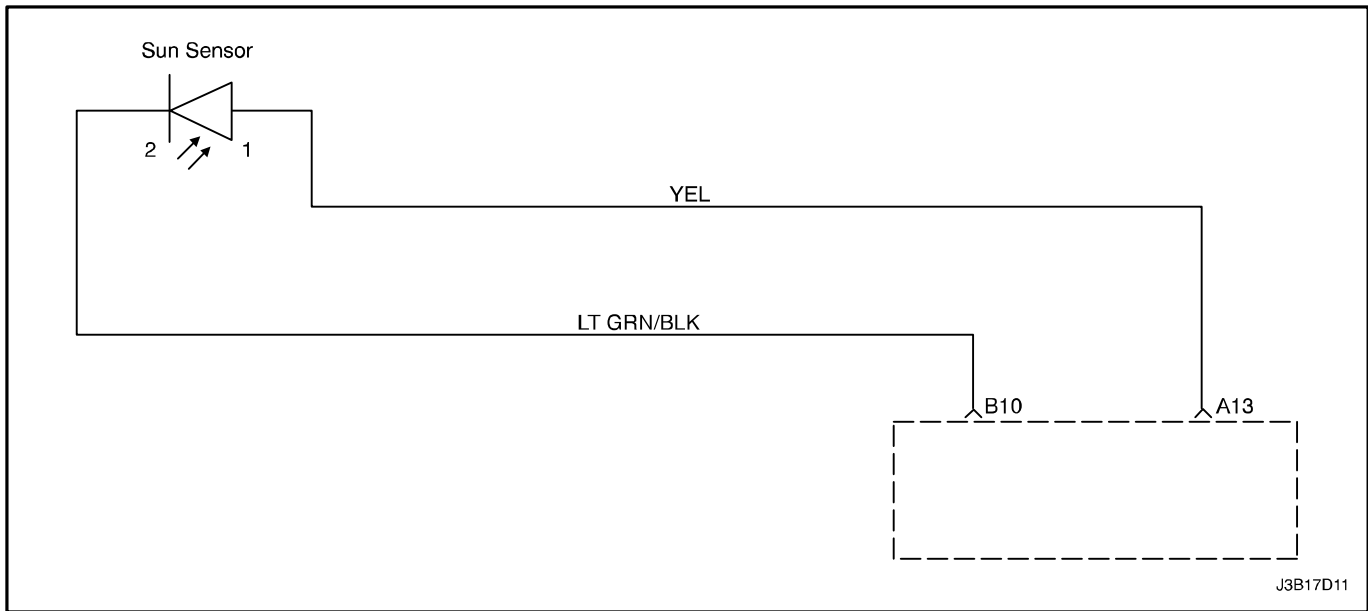 Sun Sensor
2
1
YEL
LT GRN/BLK
B10
A13
J3B17D11